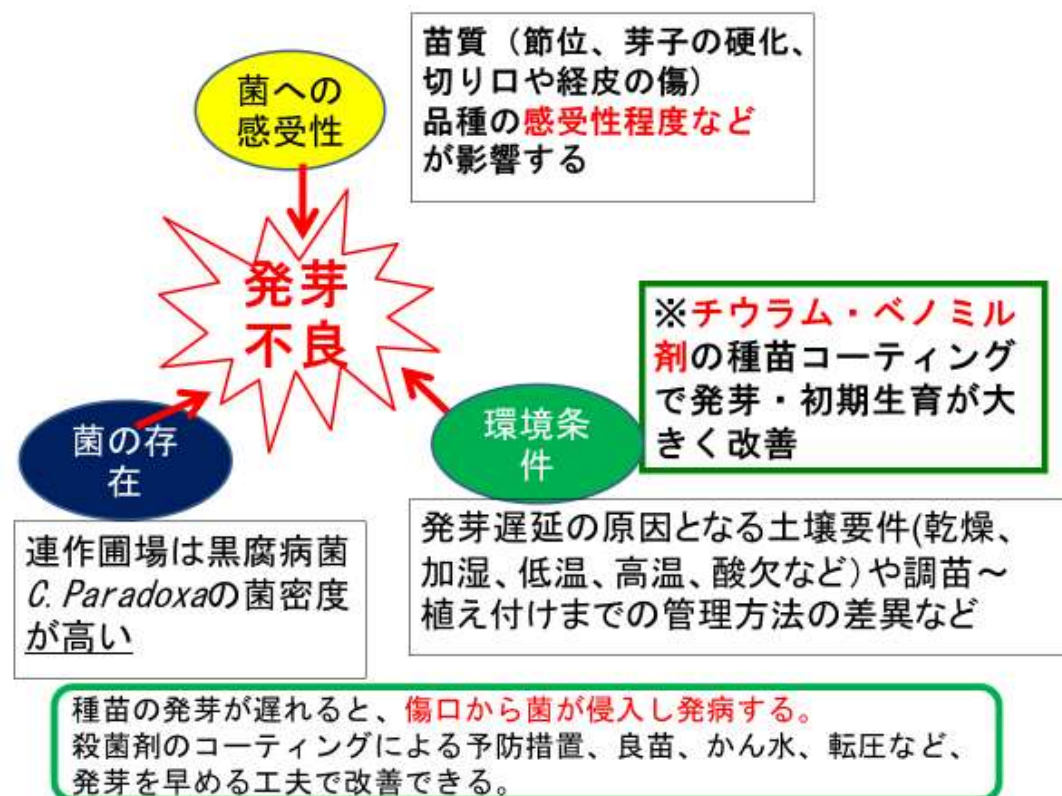 菌への
感受性
苗質（節位、芽子の硬化、
切り口や経皮の傷）
品種の感受性程度など
が影響する
発芽
不良
※チウラム・ベノミル
剤の種苗コーティング
で発芽・初期生育が大
きく改善
菌の存
在
環境条
件
連作圃場は黒腐病菌
C. Paradoxaの菌密度
が高い
発芽遅延の原因となる土壌要件(乾燥、
加湿、低温、高温、酸欠など)や調苗～
植え付けまでの管理方法の差異など
種苗の発芽が遅れると、傷口から菌が侵入し発病する。
殺菌剤のコーティングによる予防措置、良苗、かん水、転圧など、
発芽を早める工夫で改善できる。